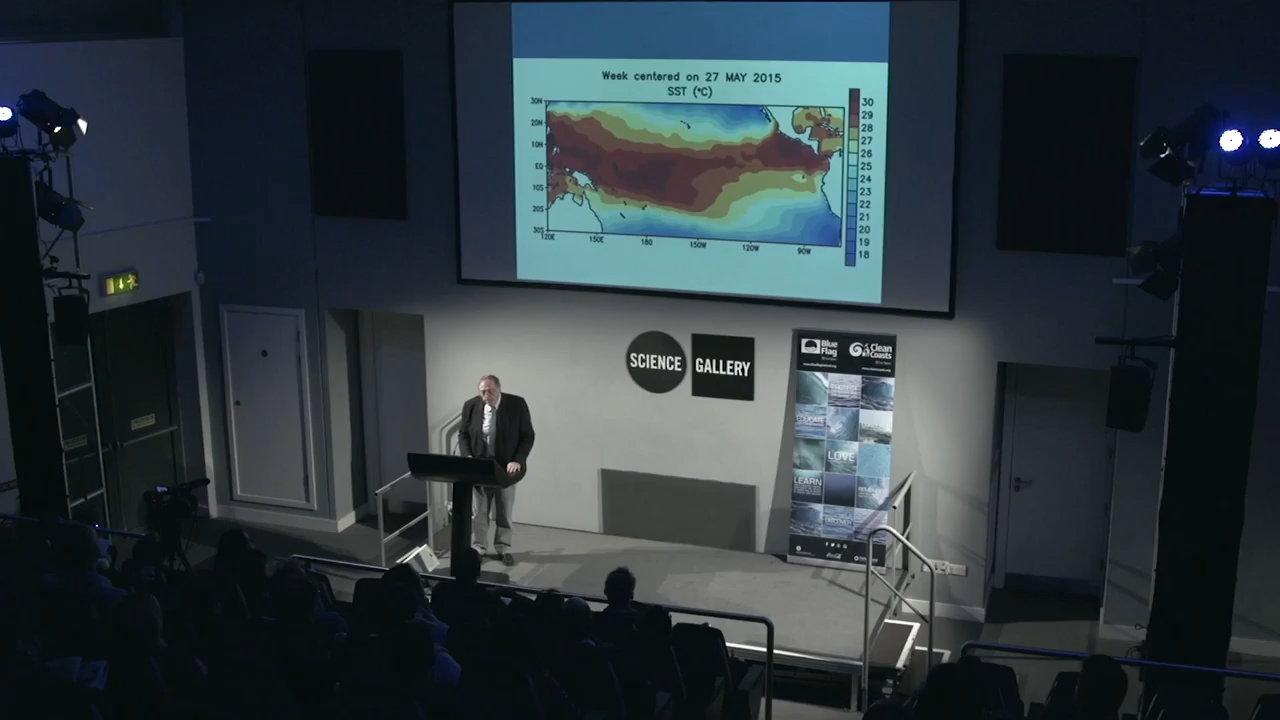 Week centered on 27 MAY 2015
SST (°C)
30N
20N
10N
EQ
10S
20S
30S
120E
150E
180
150W
120W
90W
30
29
28
27
26
25
24
23
22
21
20
19
18
SCIENCE
GALLERY
Blue
Flag
Clean
Coasts
LOVE
LEARN